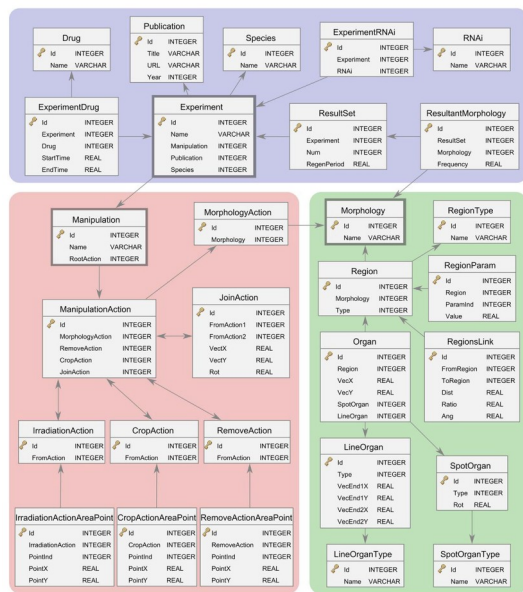 Drug
Id INTEGER
Name VARCHAR
Publication
Id INTEGER
Title VARCHAR
URL VARCHAR
Year INTEGER
Species
Id INTEGER
Name VARCHAR
ExperimentRNAi
Id INTEGER
Experiment INTEGER
RNAi INTEGER
RNAi
Id INTEGER
Name VARCHAR
ExperimentDrug
Id INTEGER
Experiment INTEGER
Drug INTEGER
StartTime REAL
EndTime REAL
Experiment
Id INTEGER
Name VARCHAR
Manipulation INTEGER
Publication INTEGER
Species INTEGER
ResultSet
Id INTEGER
Experiment INTEGER
Num INTEGER
RegenPeriod REAL
ResultantMorphology
Id INTEGER
ResultSet INTEGER
Morphology INTEGER
Frequency REAL
Manipulation
Id INTEGER
Name VARCHAR
RootAction INTEGER
MorphologyAction
Id INTEGER
Morphology INTEGER
Morphology
Id INTEGER
Name VARCHAR
RegionType
Id INTEGER
Name VARCHAR
ManipulationAction
Id INTEGER
MorphologyAction INTEGER
RemoveAction INTEGER
CropAction INTEGER
JoinAction INTEGER
JoinAction
Id INTEGER
FromAction1 INTEGER
FromAction2 INTEGER
VectX REAL
VectY REAL
Rot REAL
Region
Id INTEGER
Morphology INTEGER
Type INTEGER
RegionParam
Id INTEGER
Region INTEGER
ParamInd INTEGER
Value REAL
Organ
Id INTEGER
Region INTEGER
VecX REAL
VecY REAL
SpotOrgan INTEGER
LineOrgan INTEGER
RegionsLink
Id INTEGER
FromRegion INTEGER
ToRegion INTEGER
Dist REAL
Ratio REAL
Ang REAL
IrradiationAction
Id INTEGER
FromAction INTEGER
CropAction
Id INTEGER
FromAction INTEGER
RemoveAction
Id INTEGER
FromAction INTEGER
LineOrgan
Id INTEGER
Type INTEGER
VecEnd1X REAL
VecEnd1Y REAL
VecEnd2X REAL
VecEnd2Y REAL
SpotOrgan
Id INTEGER
Type INTEGER
Rot REAL
IrradiationActionAreaPoint
Id INTEGER
IrradiationAction INTEGER
PointInd INTEGER
PointX REAL
PointY REAL
CropActionAreaPoint
Id INTEGER
CropAction INTEGER
PointInd INTEGER
PointX REAL
PointY REAL
RemoveActionAreaPoint
Id INTEGER
RemoveAction INTEGER
PointInd INTEGER
PointX REAL
PointY REAL
LineOrganType
Id INTEGER
Name VARCHAR
SpotOrganType
Id INTEGER
Name VARCHAR